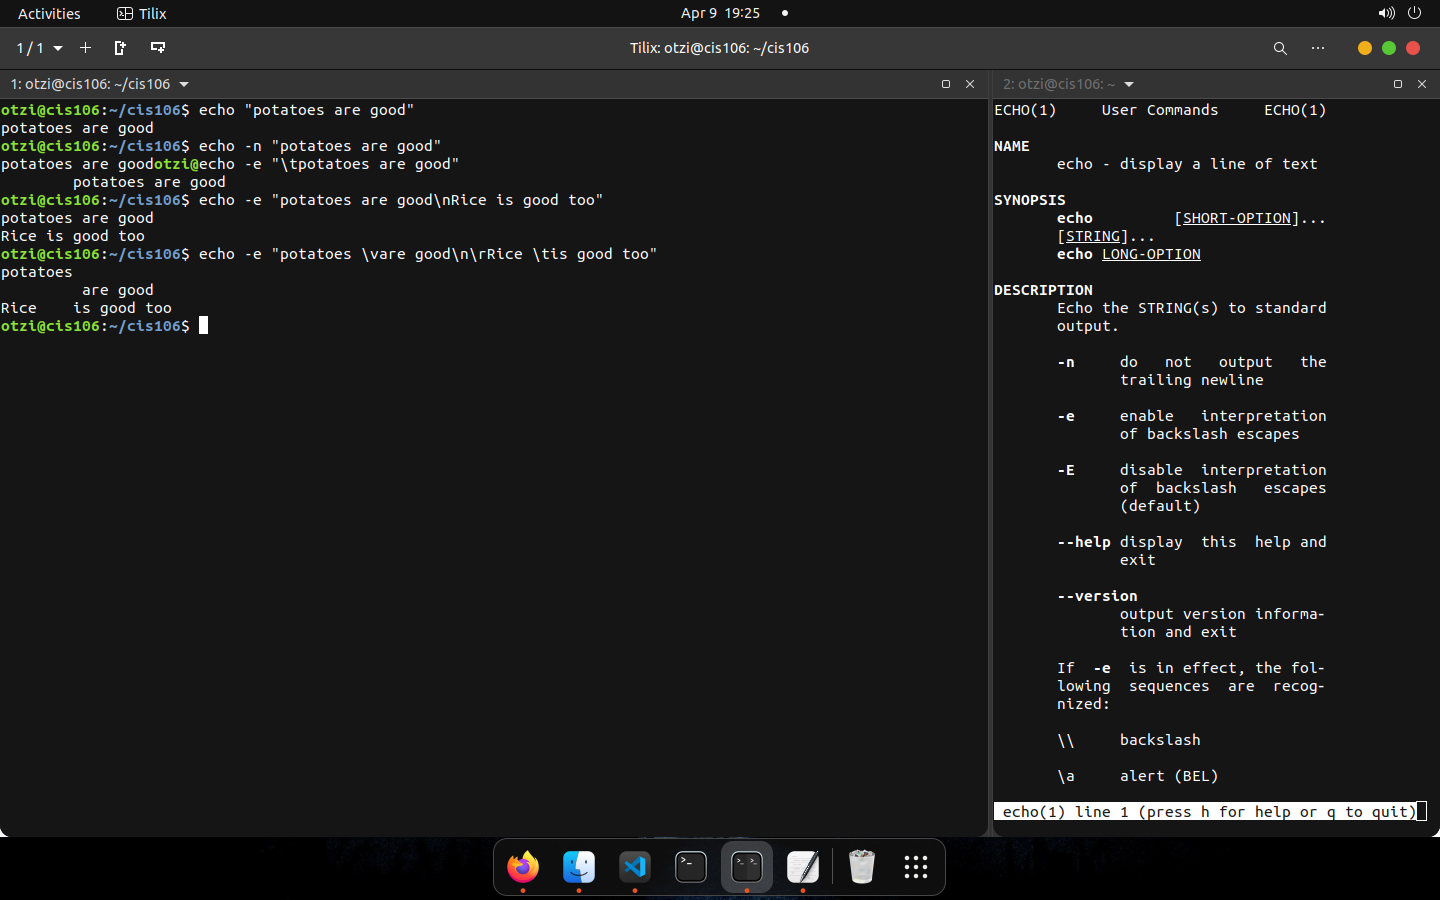 Activities Tilix Apr 9 19:25
1 / 1 Tilix: otzi@cis106: ~/cis106
1: otzi@cis106: ~/cis106
otzi@cis106:~/cis106$ echo "potatoes are good"
potatoes are good
otzi@cis106:~/cis106$ echo -n "potatoes are good"
potatoes are goodotzi@echo -e "\tpotatoes are good"
potatoes are good
otzi@cis106:~/cis106$ echo -e "potatoes are good\nRice is good too"
potatoes are good
Rice is good too
otzi@cis106:~/cis106$ echo -e "potatoes \vare good\n\rRice \tis good too"
potatoes
are good
Rice    is good too
otzi@cis106:~/cis106$
2: otzi@cis106: ~
ECHO(1) User Commands ECHO(1)
NAME
echo - display a line of text
SYNOPSIS
echo [SHORT-OPTION]...
[STRING]...
echo LONG-OPTION
DESCRIPTION
Echo the STRING(s) to standard
output.
-n do not output the
trailing newline
-e enable interpretation
of backslash escapes
-E disable interpretation
of backslash escapes
(default)
--help display this help and
exit
--version
output version informa-
tion and exit
If -e is in effect, the fol-
lowing sequences are recog-
nized:
\\ backslash
\a alert (BEL)
echo(1) line 1 (press h for help or q to quit)